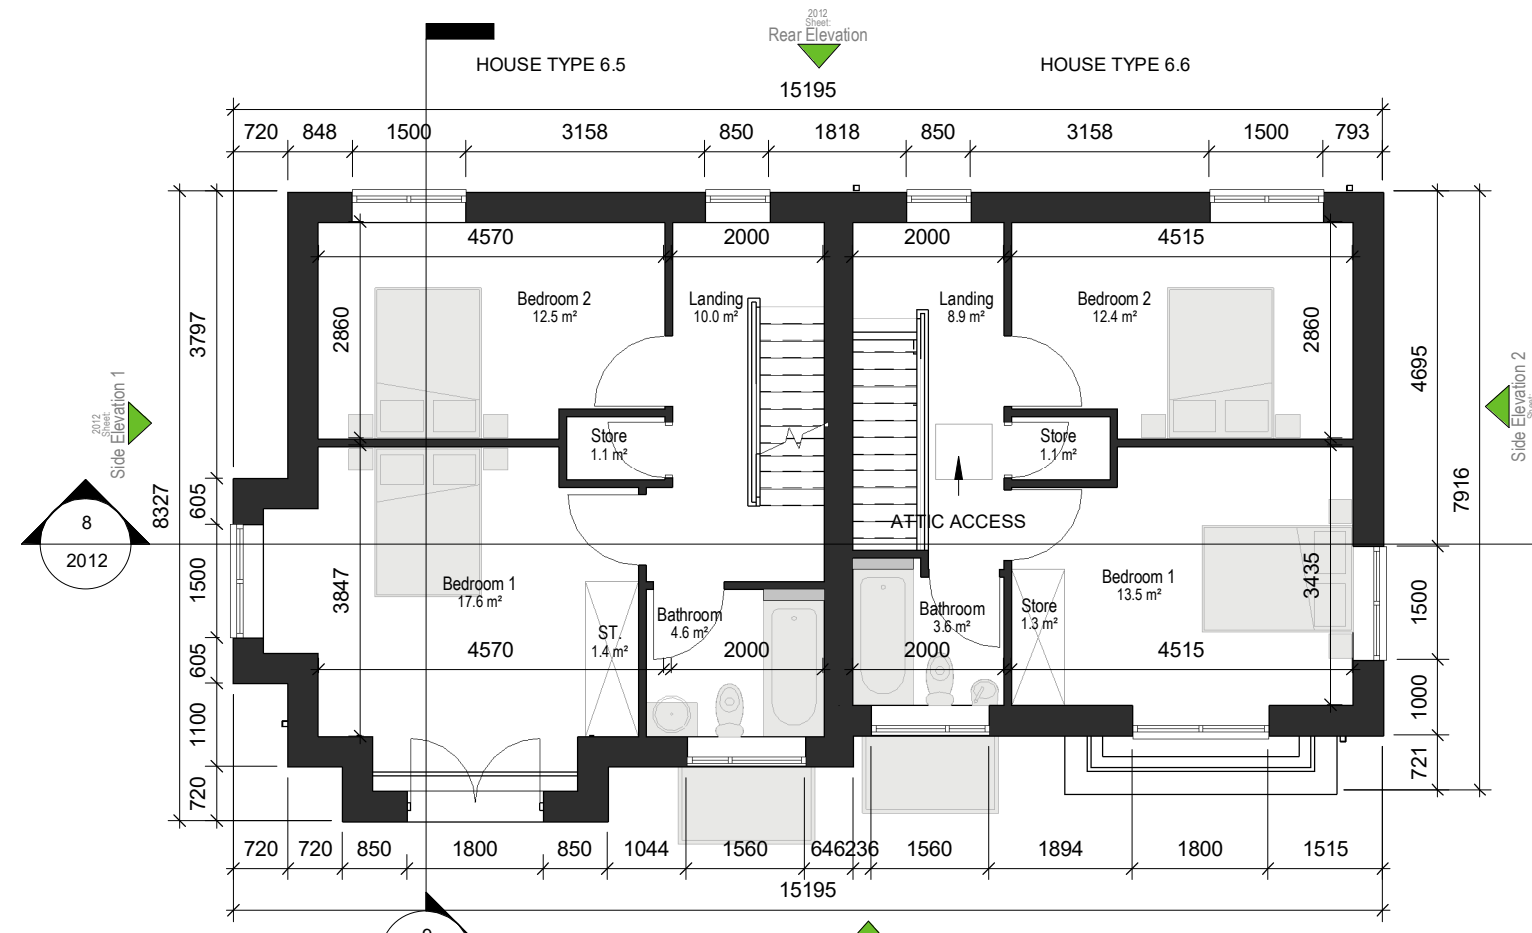 2012
Sheet:
Rear Elevation
HOUSE TYPE 6.5
HOUSE TYPE 6.6
15195
720 848 1500 3158 850 1818 850 3158 1500 793
4570 2000 2000 4515
Bedroom 2
12.5 m²
Landing
10.0 m²
Landing
8.9 m²
Bedroom 2
12.4 m²
3797
2860
2860
4695
2012
Sheet:
Side Elevation 1
Side Elevation 2
Sheet:
Store
1.1 m²
Store
1.1 m²
8327
605
7916
8
2012
ATTIC ACCESS
1500
3847
Bedroom 1
17.6 m²
Bedroom 1
13.5 m²
3435
1500
Bathroom
4.6 m²
Bathroom
3.6 m²
Store
1.3 m²
ST.
1.4 m²
605
4570 2000 2000 4515
1100
1000
720
721
720 720 850 1800 850 1044 1560 646 236 1560 1894 1800 1515
15195